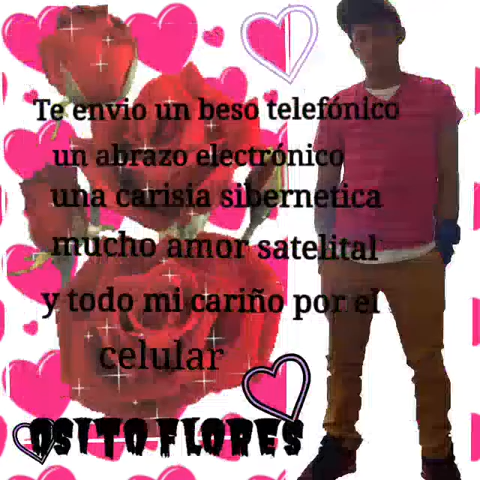 Te envio un beso telefónico
un abrazo electrónico
una carisia sibernetica
mucho amor satelital
y todo mi cariño por el
celular
OSITO FLORES